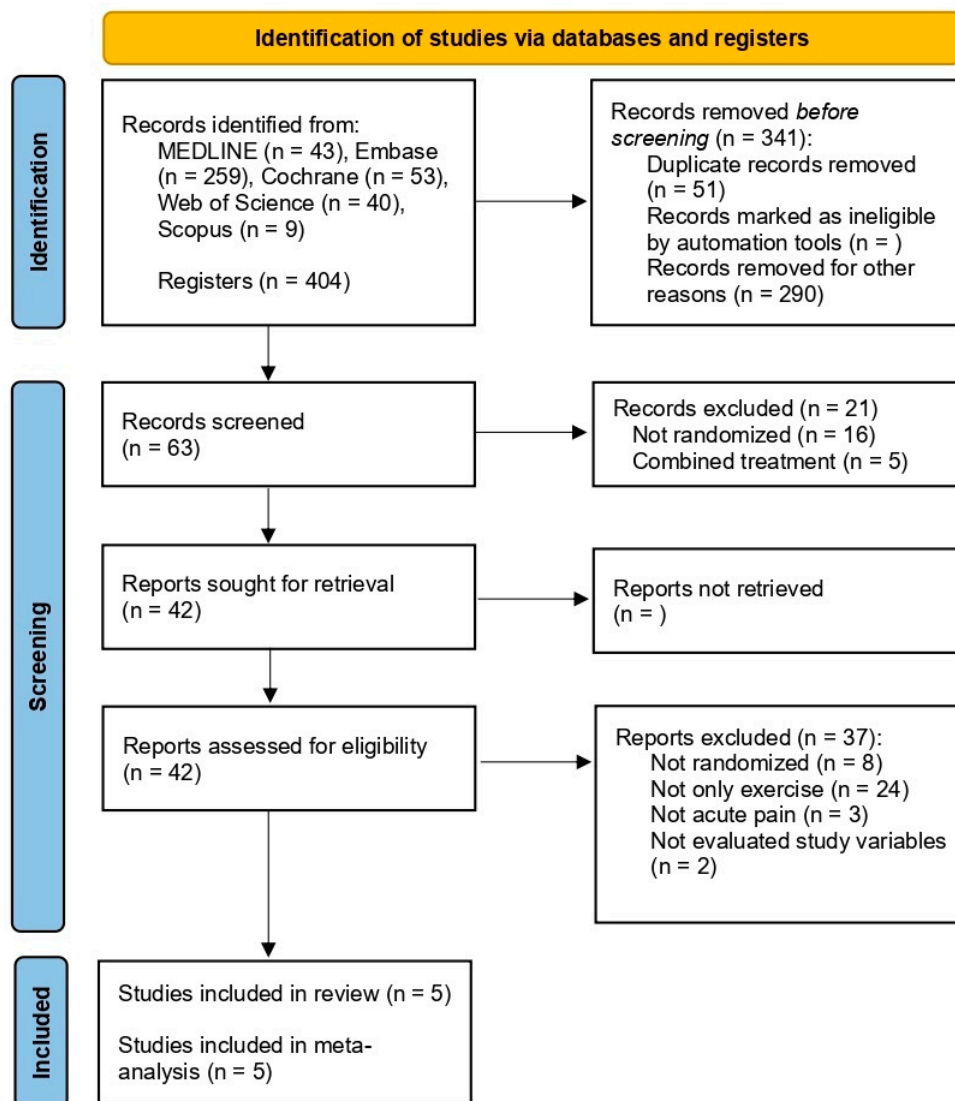 Identification of studies via databases and registers
Identification
Records identified from:
MEDLINE (n = 43), Embase
(n = 259), Cochrane (n = 53),
Web of Science (n = 40),
Scopus (n = 9)
Registers (n = 404)
Records removed before
screening (n = 341):
Duplicate records removed
(n = 51)
Records marked as ineligible
by automation tools (n = )
Records removed for other
reasons (n = 290)
Screening
Records screened
(n = 63)
Records excluded (n = 21)
Not randomized (n = 16)
Combined treatment (n = 5)
Reports sought for retrieval
(n = 42)
Reports not retrieved
(n = )
Reports assessed for eligibility
(n = 42)
Reports excluded (n = 37):
Not randomized (n = 8)
Not only exercise (n = 24)
Not acute pain (n = 3)
Not evaluated study variables
(n = 2)
Included
Studies included in review (n = 5)
Studies included in meta-
analysis (n = 5)